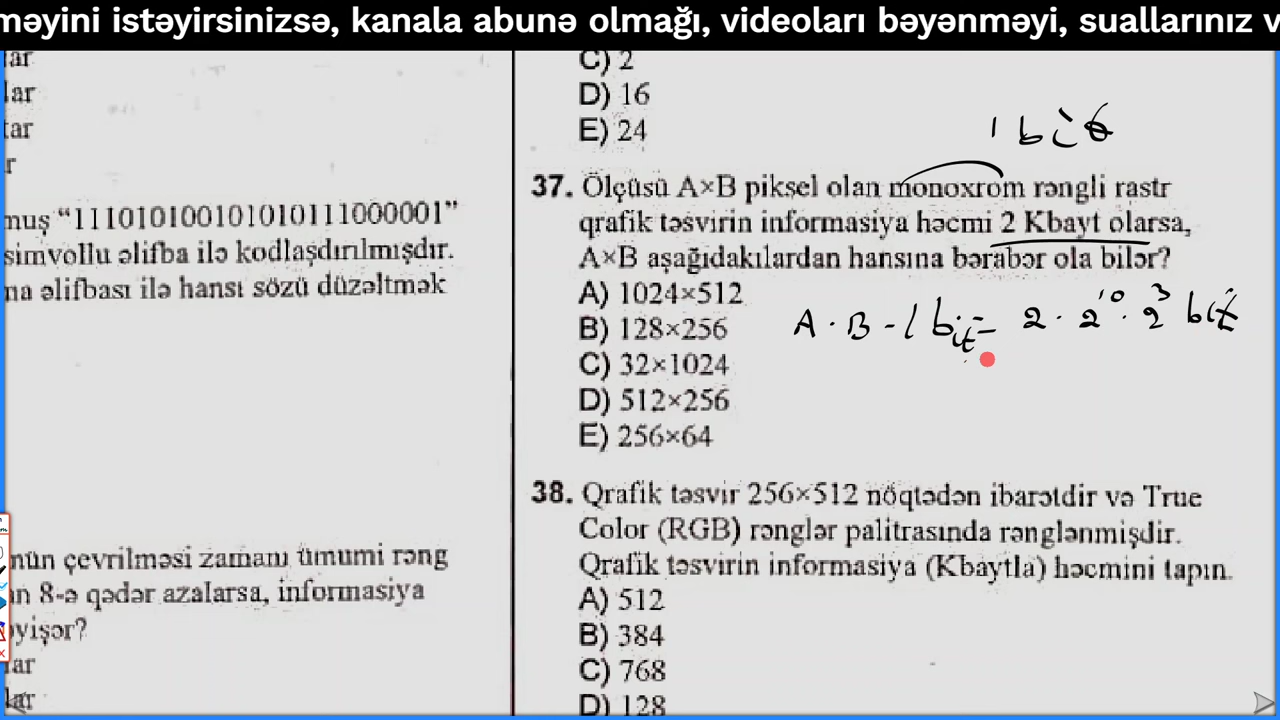 məyini istəyirsinizsə, kanala abunə olmağı, videoları bəyənməyi, suallarınız v
lar
lar
tar
r
muş “1110101001010101110000​01”
simvollu əlifba ilə kodlaşdırılmışdır.
na əlifbası ilə hansı sözü düzəltmək
nün çevrilməsi zamanı ümumi rəng
an 8-ə qədər azalarsa, informasiya
yişər?
lar
lar
C) 2
D) 16
E) 24
1 bit
37. Ölçüsü A×B piksel olan monoxrom rəngli rastr
qrafik təsvirin informasiya həcmi 2 Kbayt olarsa,
A×B aşağıdakılardan hansına bərabər ola bilər?
A) 1024×512
B) 128×256
C) 32×1024
D) 512×256
E) 256×64
A · B - 1 bit = 2 · 2¹⁰ · 2³ bit
38. Qrafik təsvir 256×512 nöqtədən ibarətdir və True
Color (RGB) rənglər palitrasında rənglənmişdir.
Qrafik təsvirin informasiya (Kbaytla) həcmini tapın.
A) 512
B) 384
C) 768
D) 128